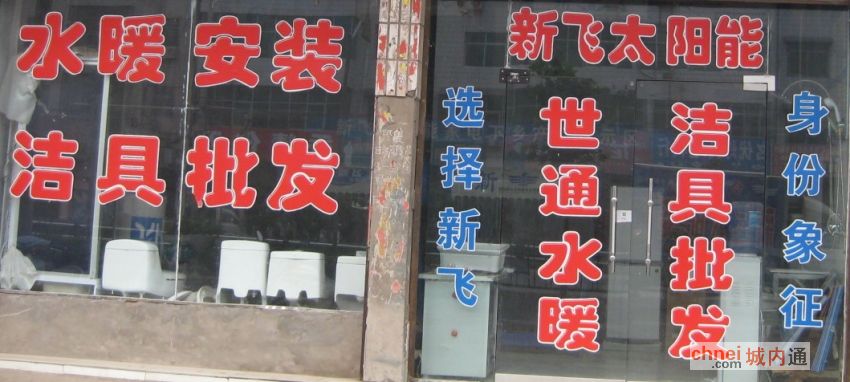 水暖安装
洁具批发
新飞太阳能
选择新飞
世通水暖
洁具批发
身份象征
chnei城内通
.com